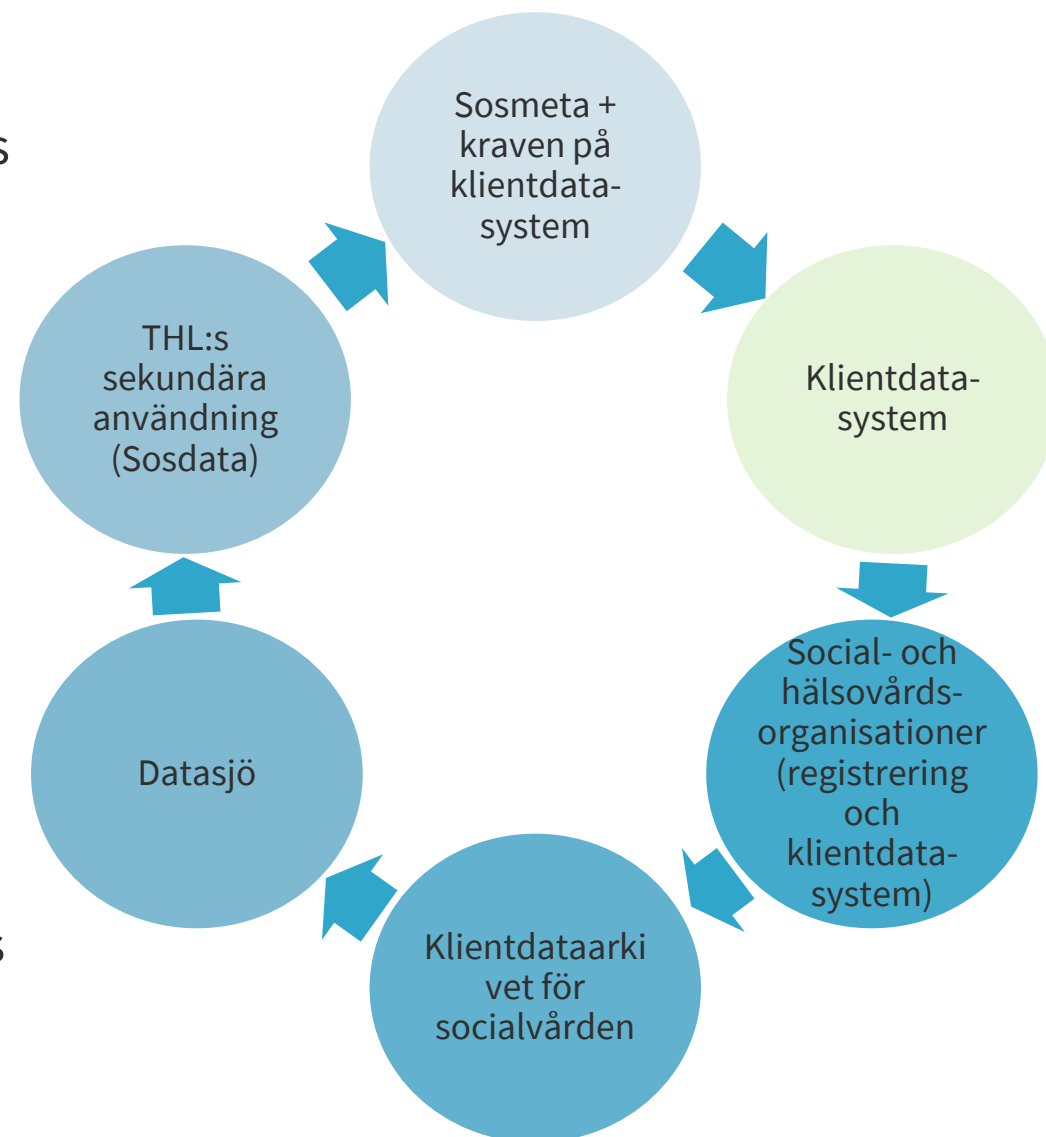 s
s
Sosmeta +
kraven på
klientdata-
system
Klientdata-
system
Social- och
hälsovårds-
organisationer
(registrering
och
klientdata-
system)
Klientdataarki
vet för
socialvården
Datasjö
THL:s
sekundära
användning
(Sosdata)